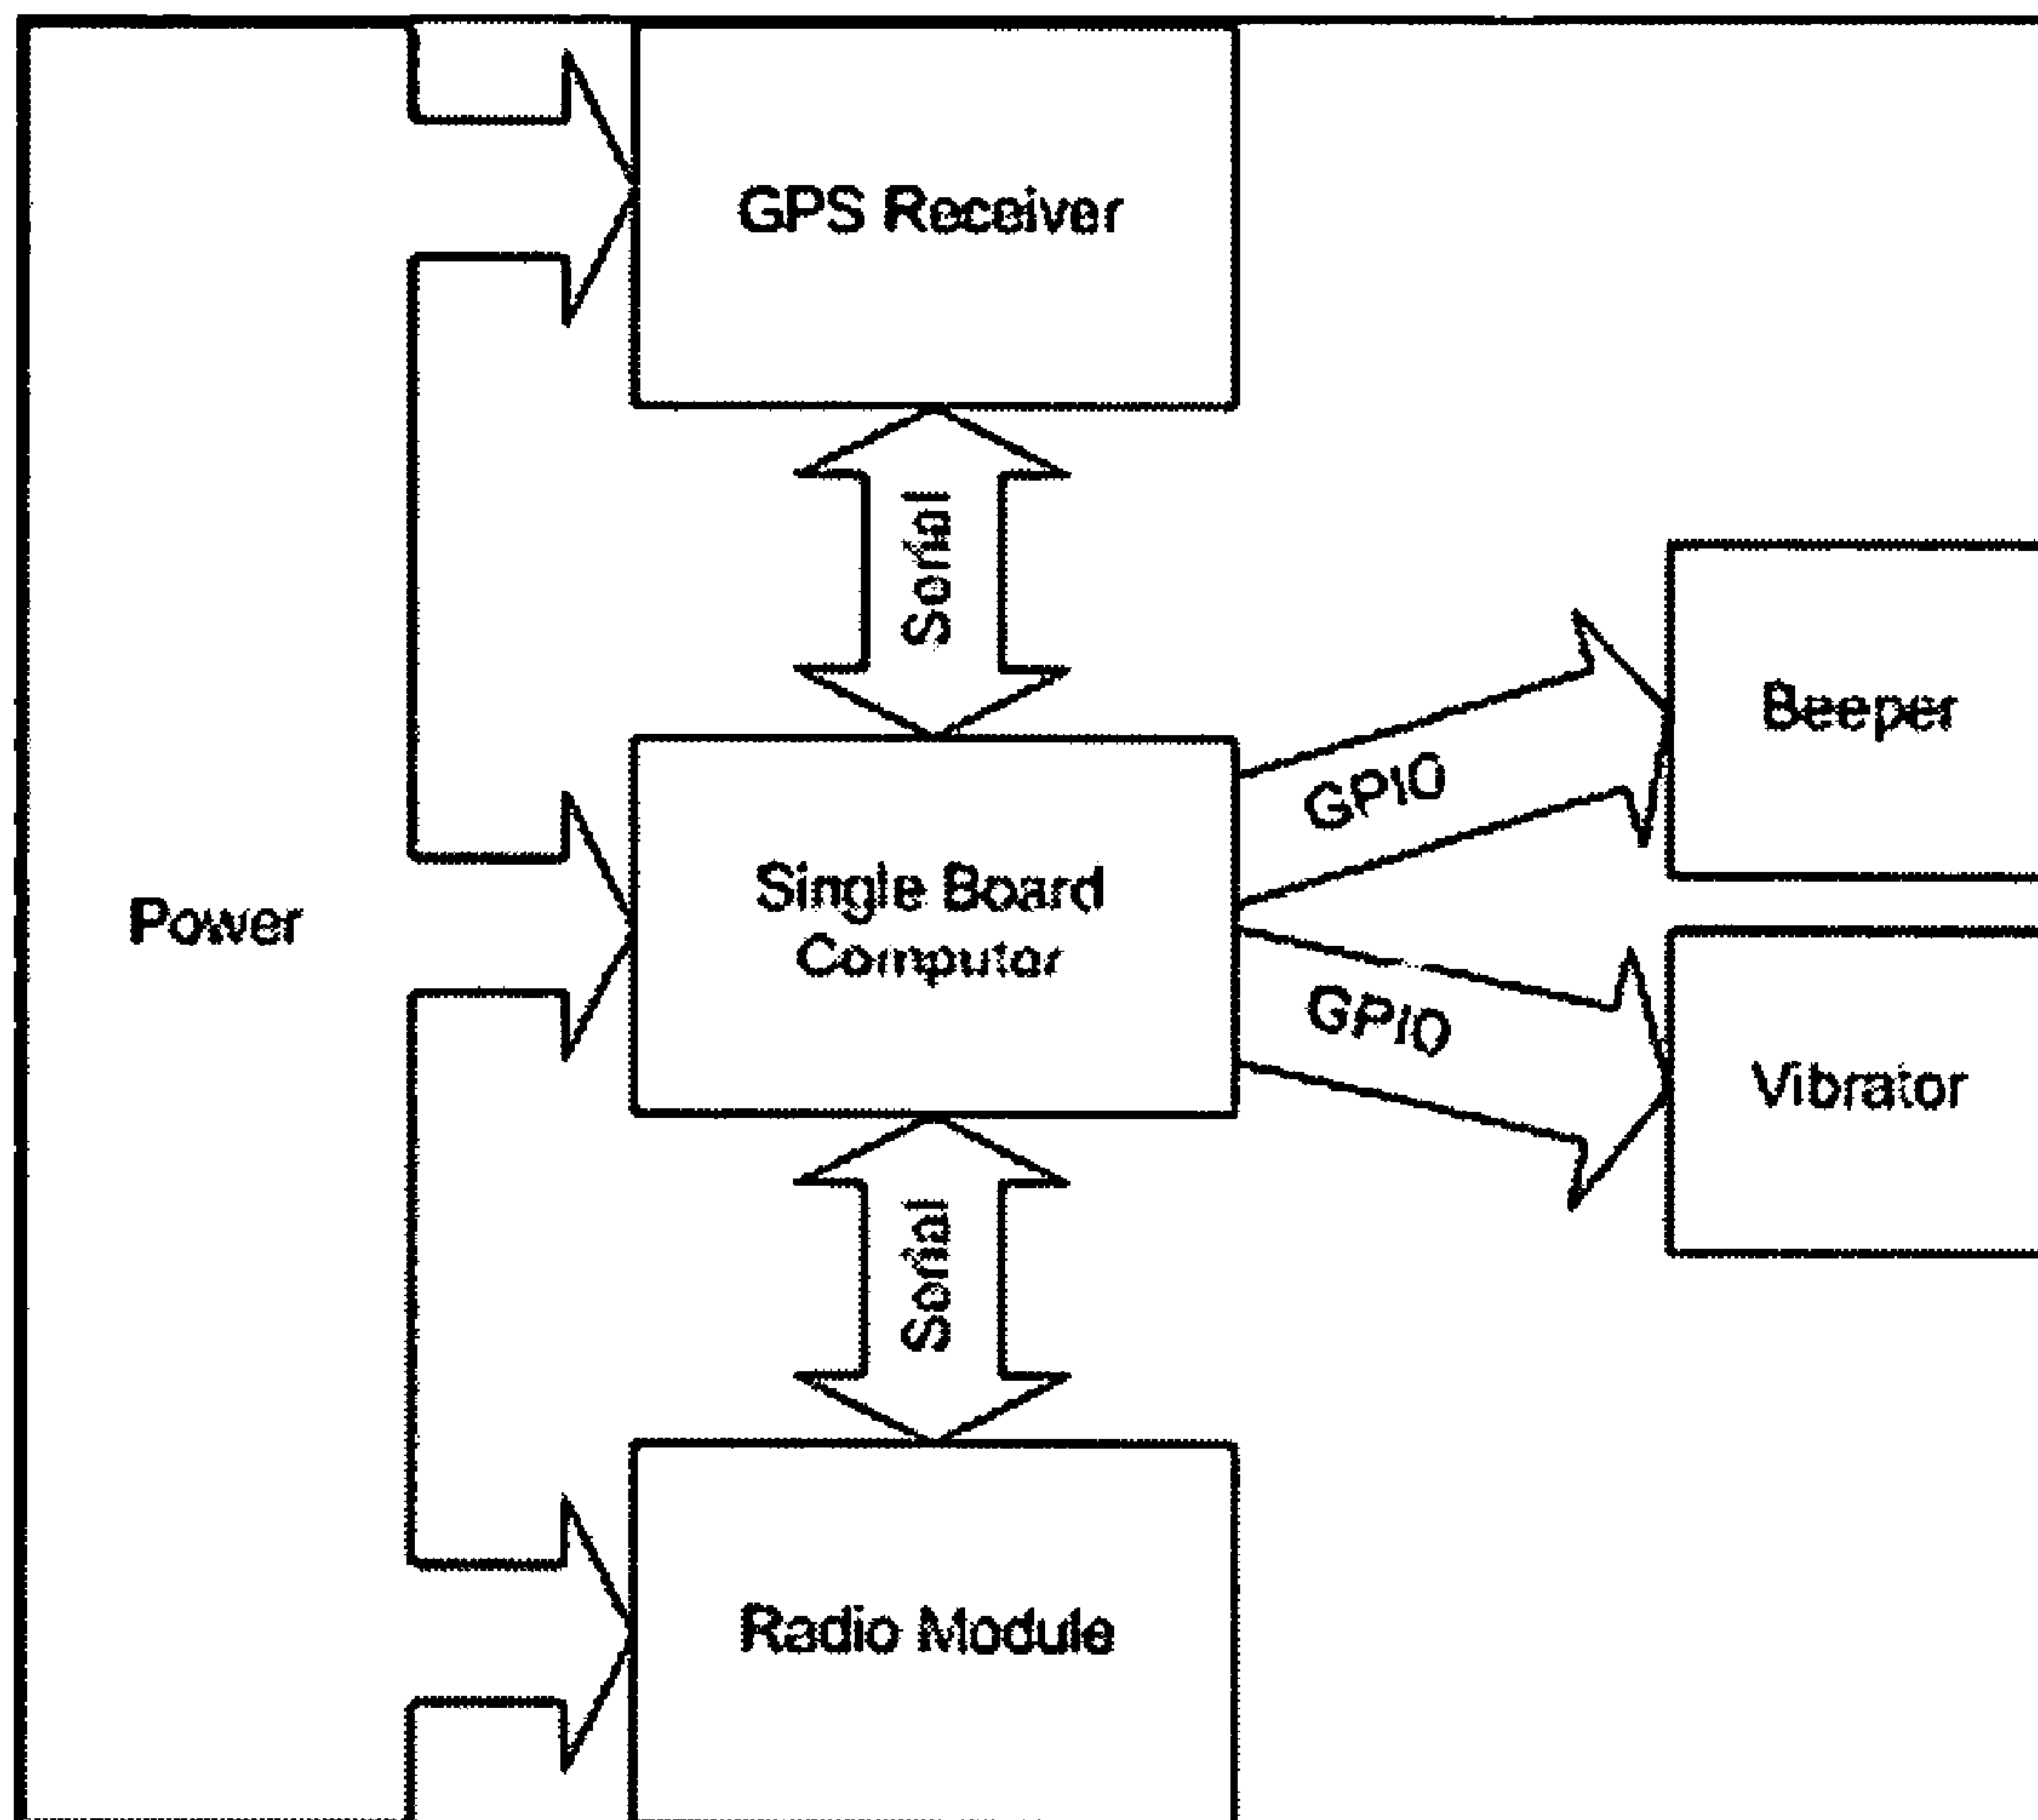 GPS Receiver
Serial
Beeper
GPIO
Single Board
Computer
Power
GPIO
Vibrator
Serial
Radio Module